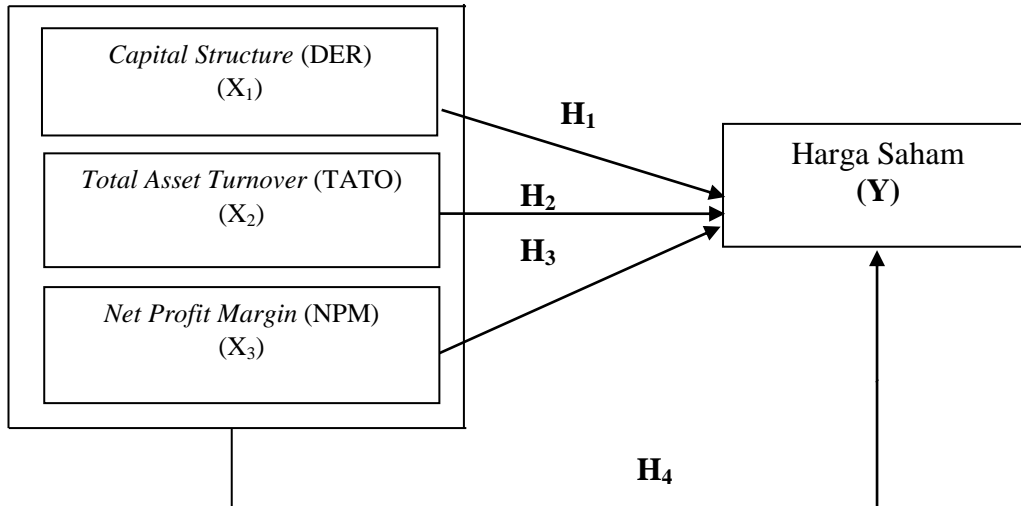 Capital Structure (DER)
(X₁)
H₁
Harga Saham
(Y)
Total Asset Turnover (TATO)
(X₂)
H₂
H₃
Net Profit Margin (NPM)
(X₃)
H₄